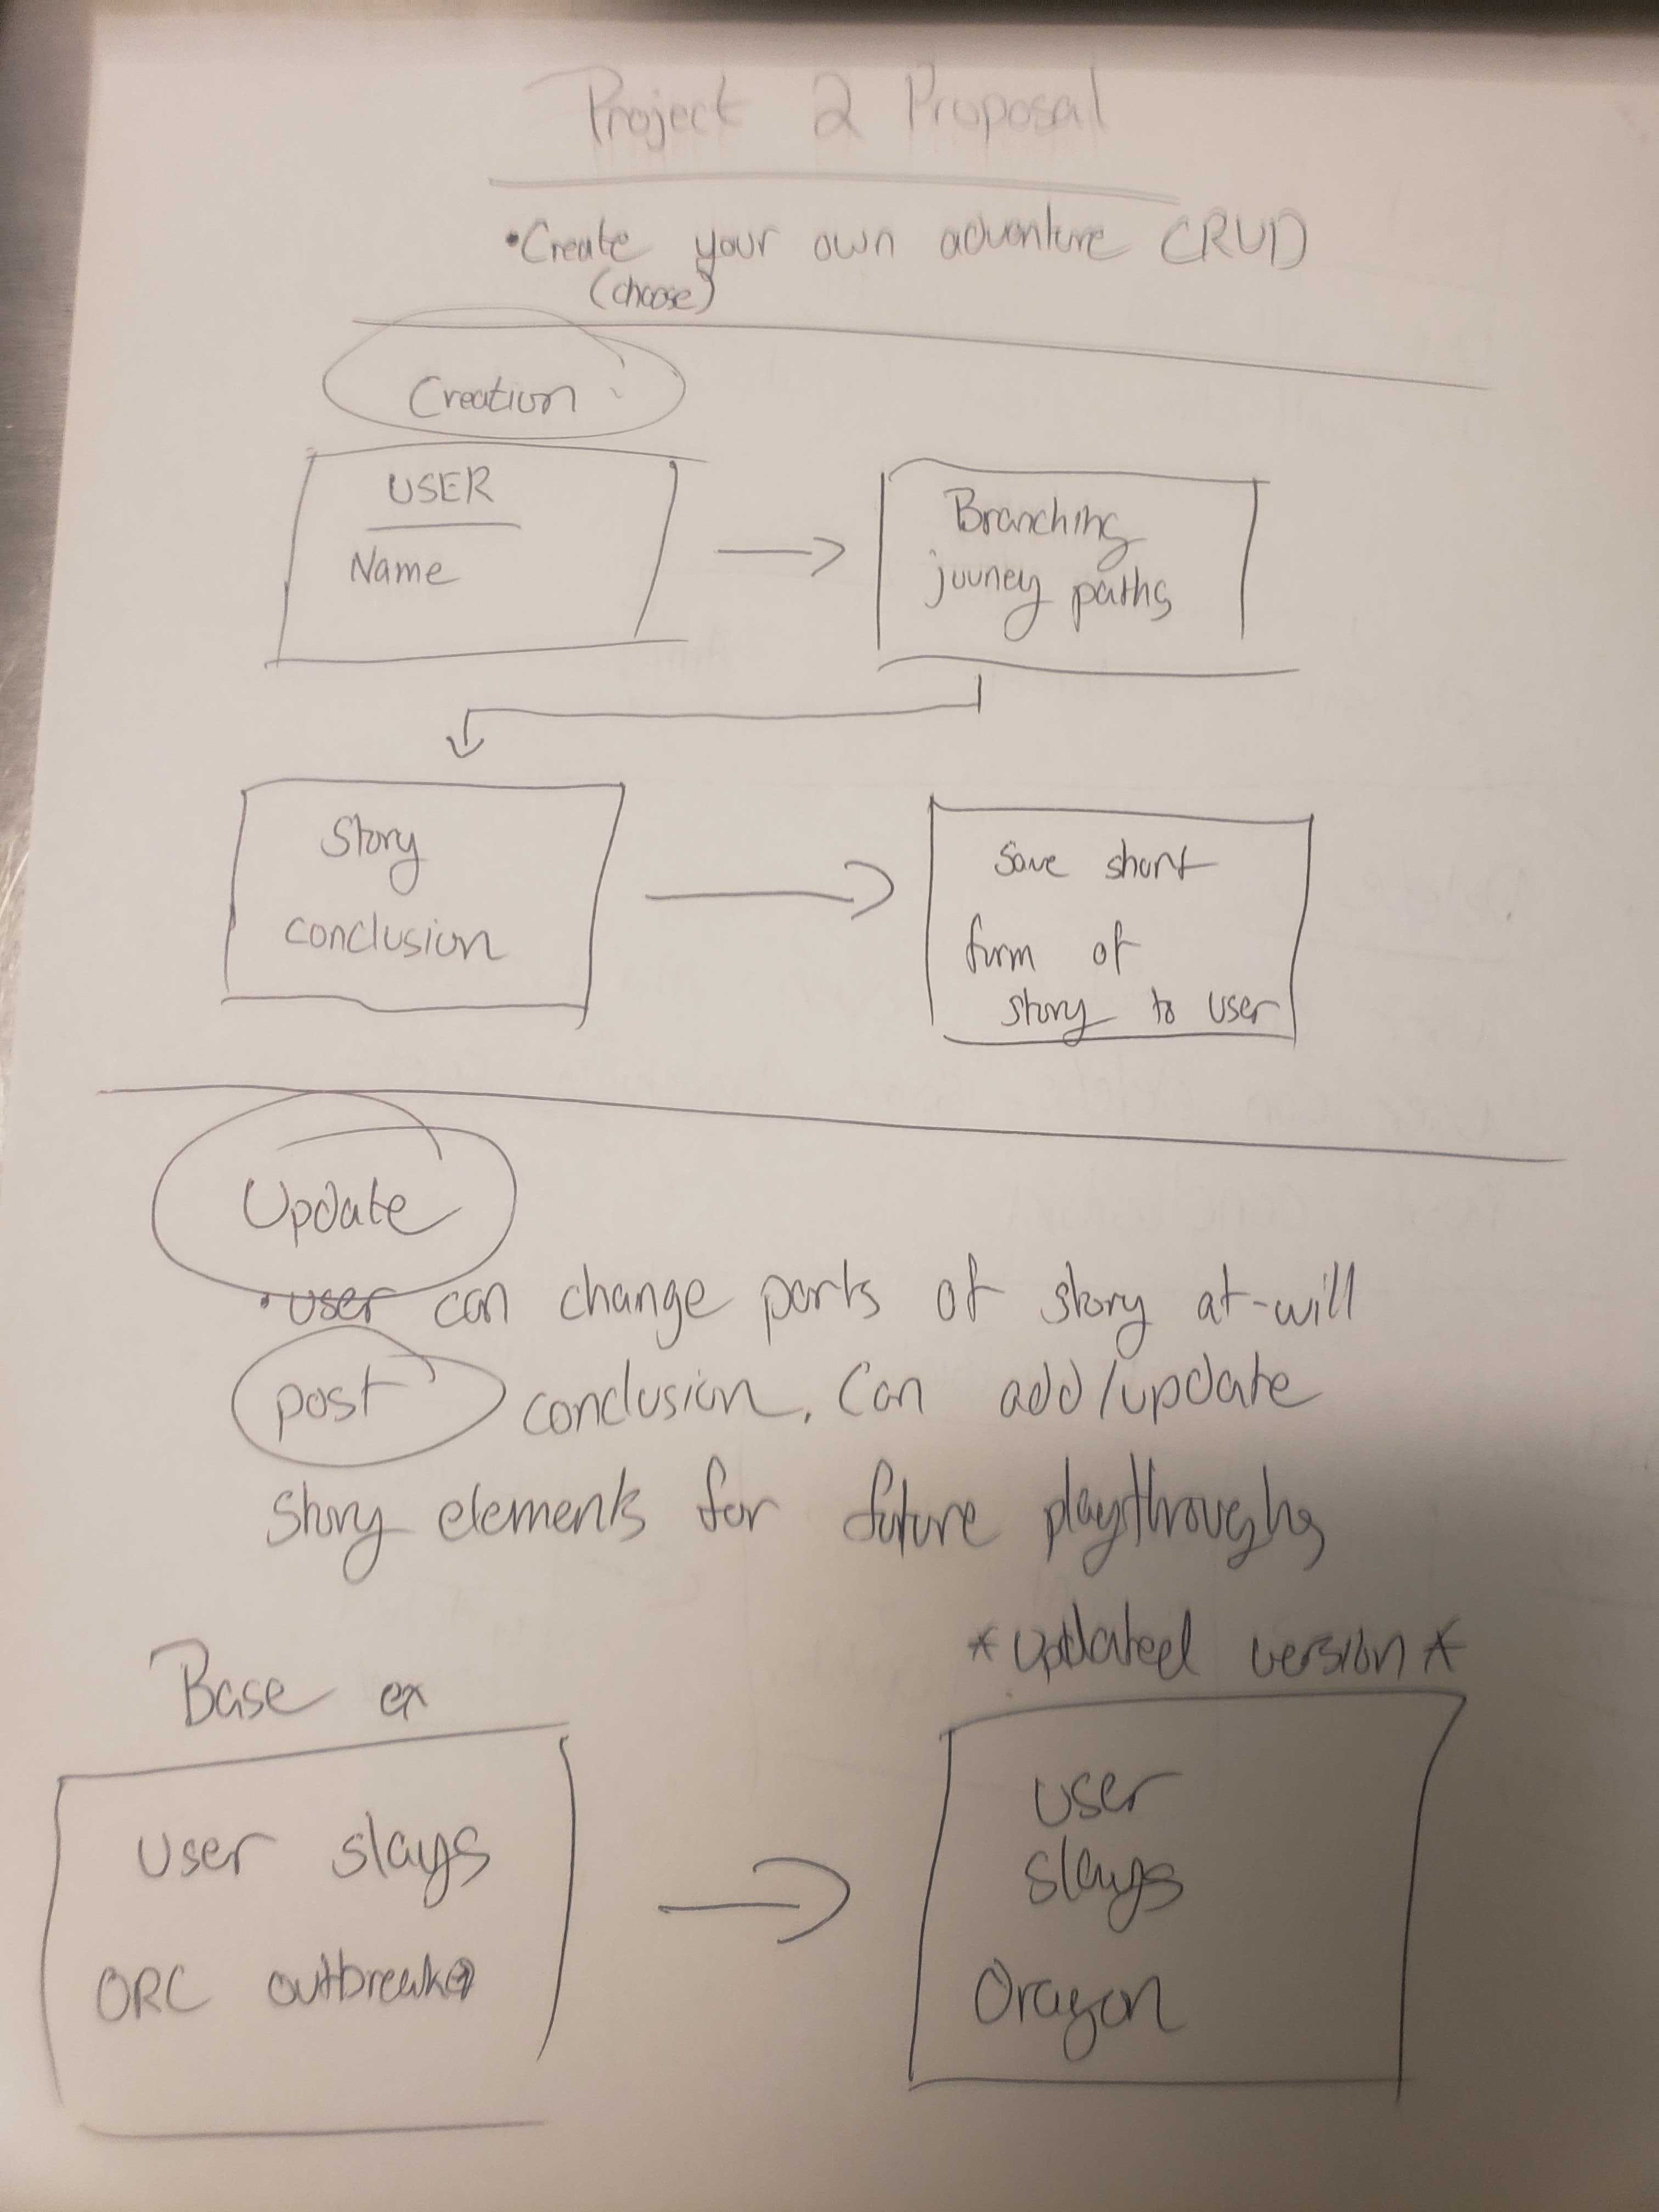 Project 2 Proposal
•Create your own adventure CRUD
(choose)
Creation:
USER
Name
Branching
juuney paths
Story
conclusion
Save short
form of
story to user
Update
•user can change parts of story at-will
post conclusion. Can add/update
story elements for future playthroughs
Base ex
*updated version*
user slays
ORC outbreak
user
slays
Dragon